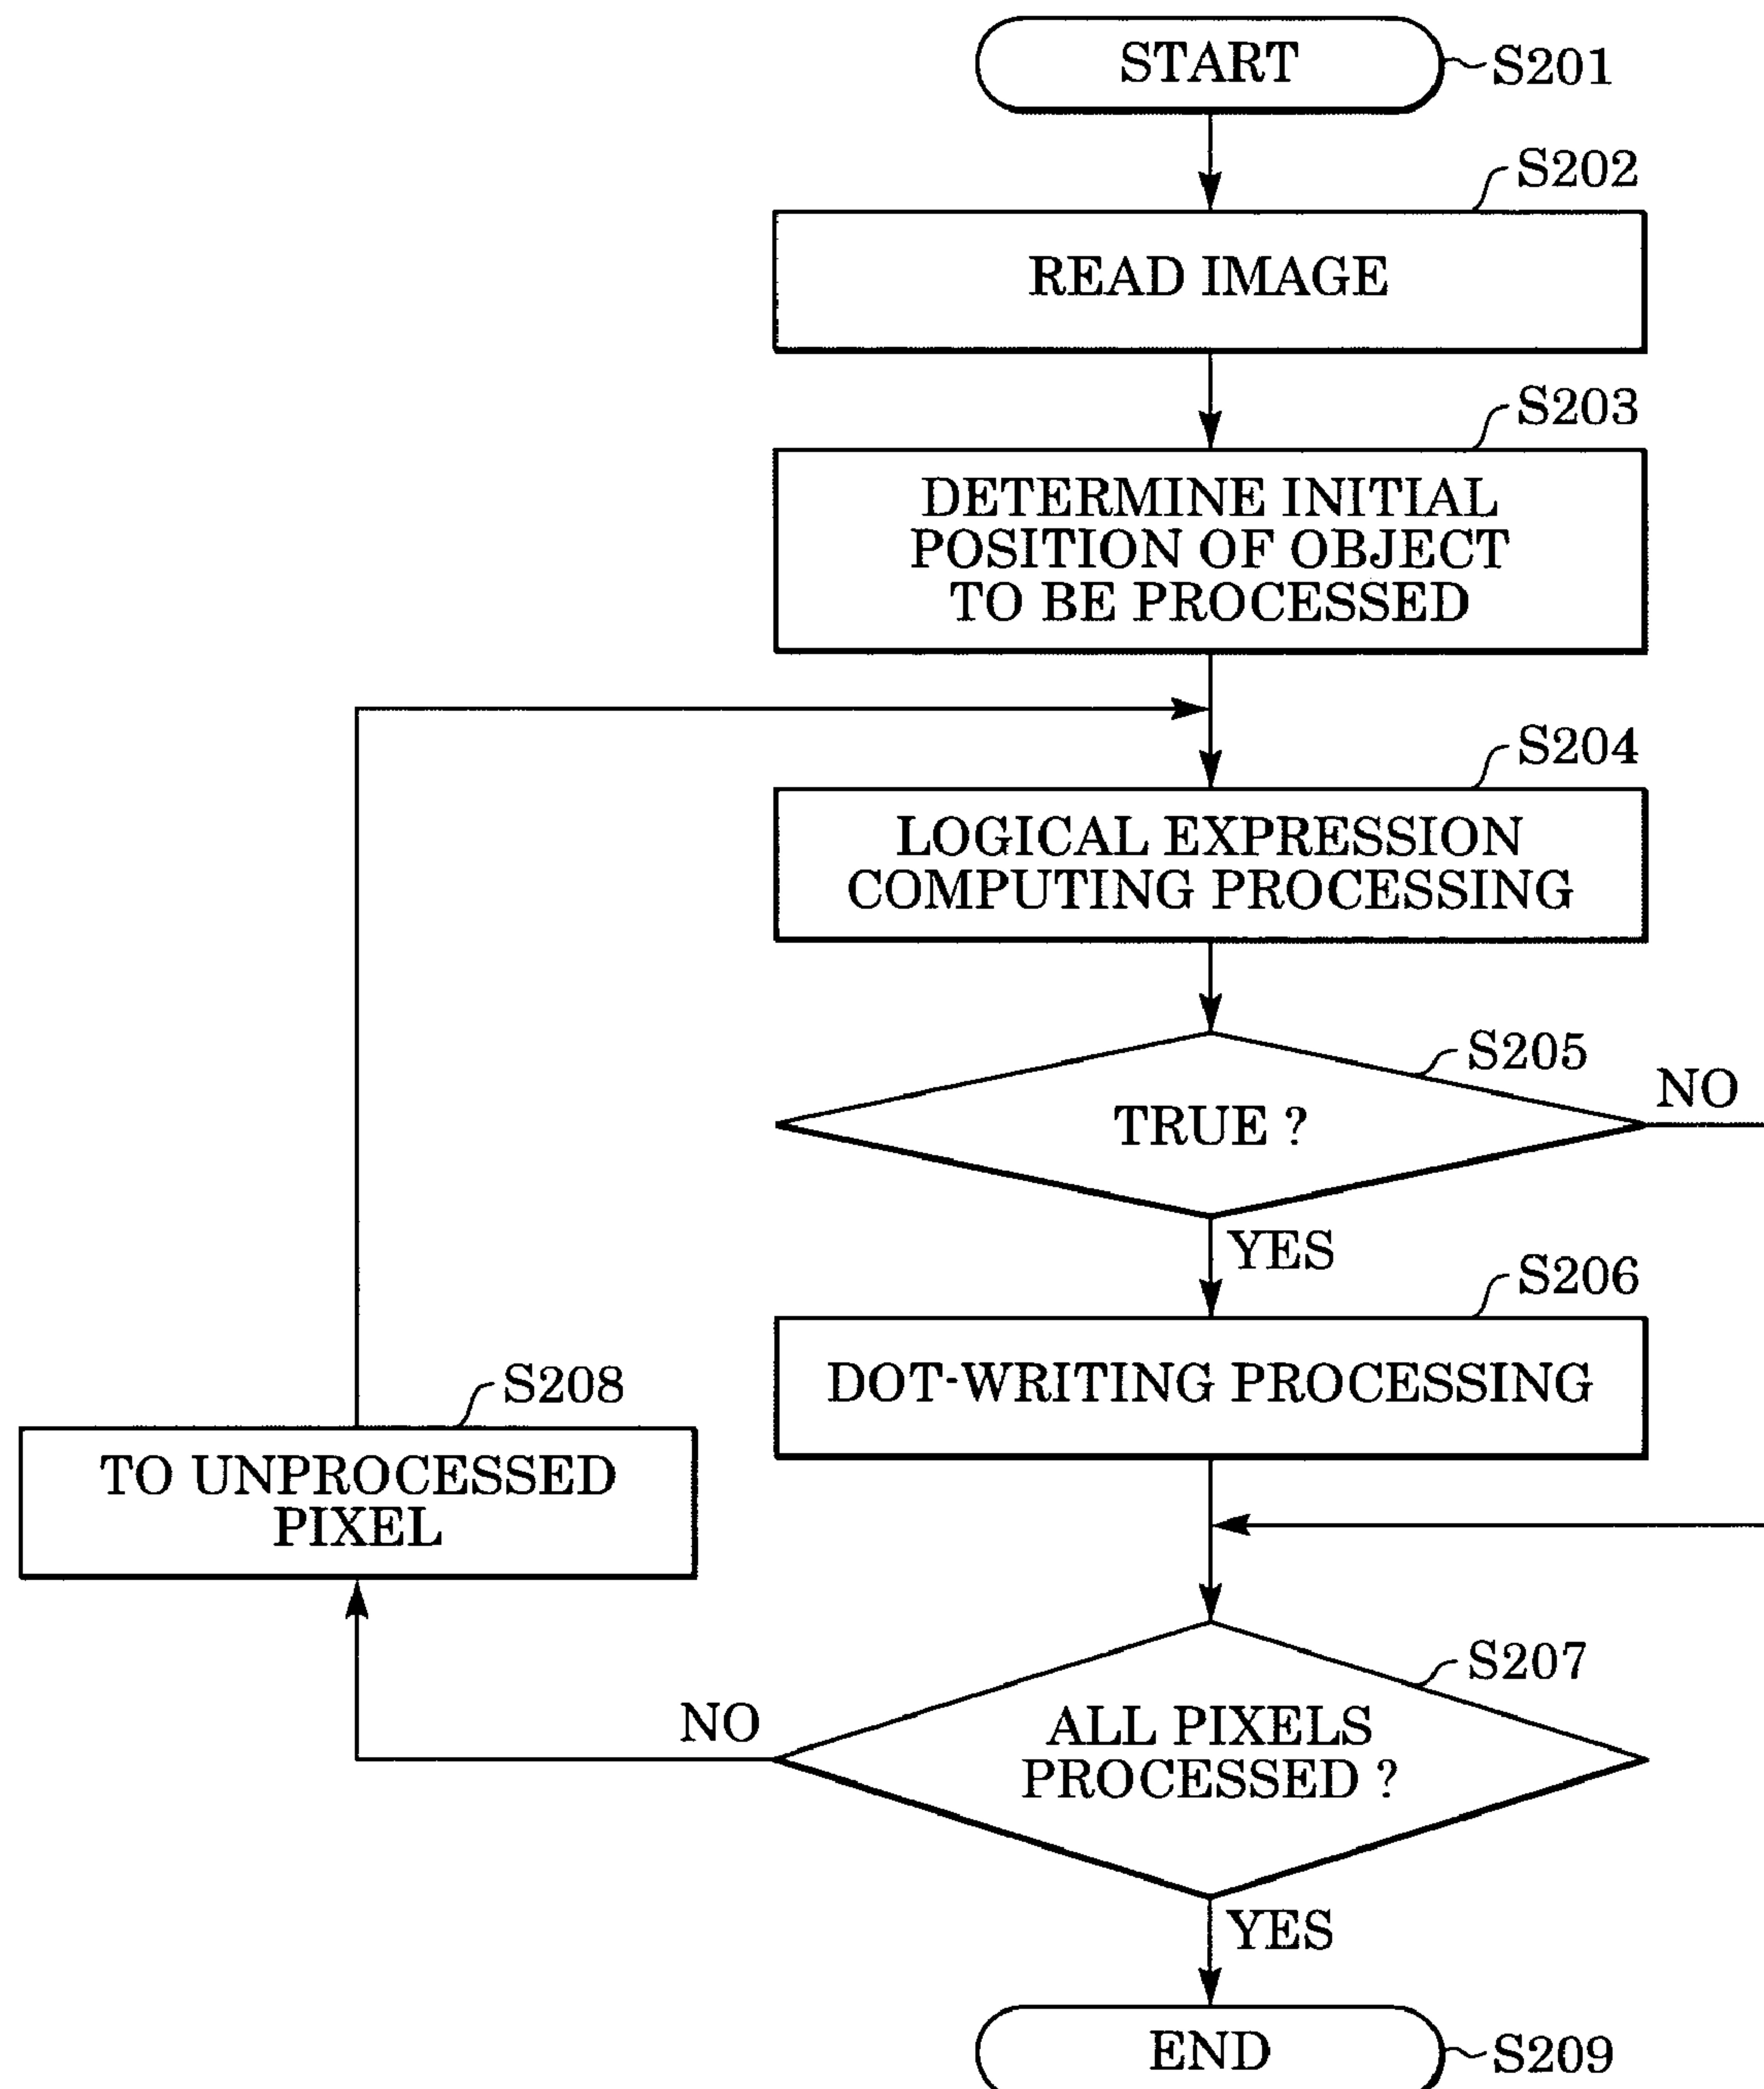 START
S201
S202
READ IMAGE
S203
DETERMINE INITIAL
POSITION OF OBJECT
TO BE PROCESSED
S204
LOGICAL EXPRESSION
COMPUTING PROCESSING
S205
TRUE ?
NO
YES
S206
DOT-WRITING PROCESSING
S208
TO UNPROCESSED
PIXEL
S207
ALL PIXELS
PROCESSED ?
NO
YES
END
S209